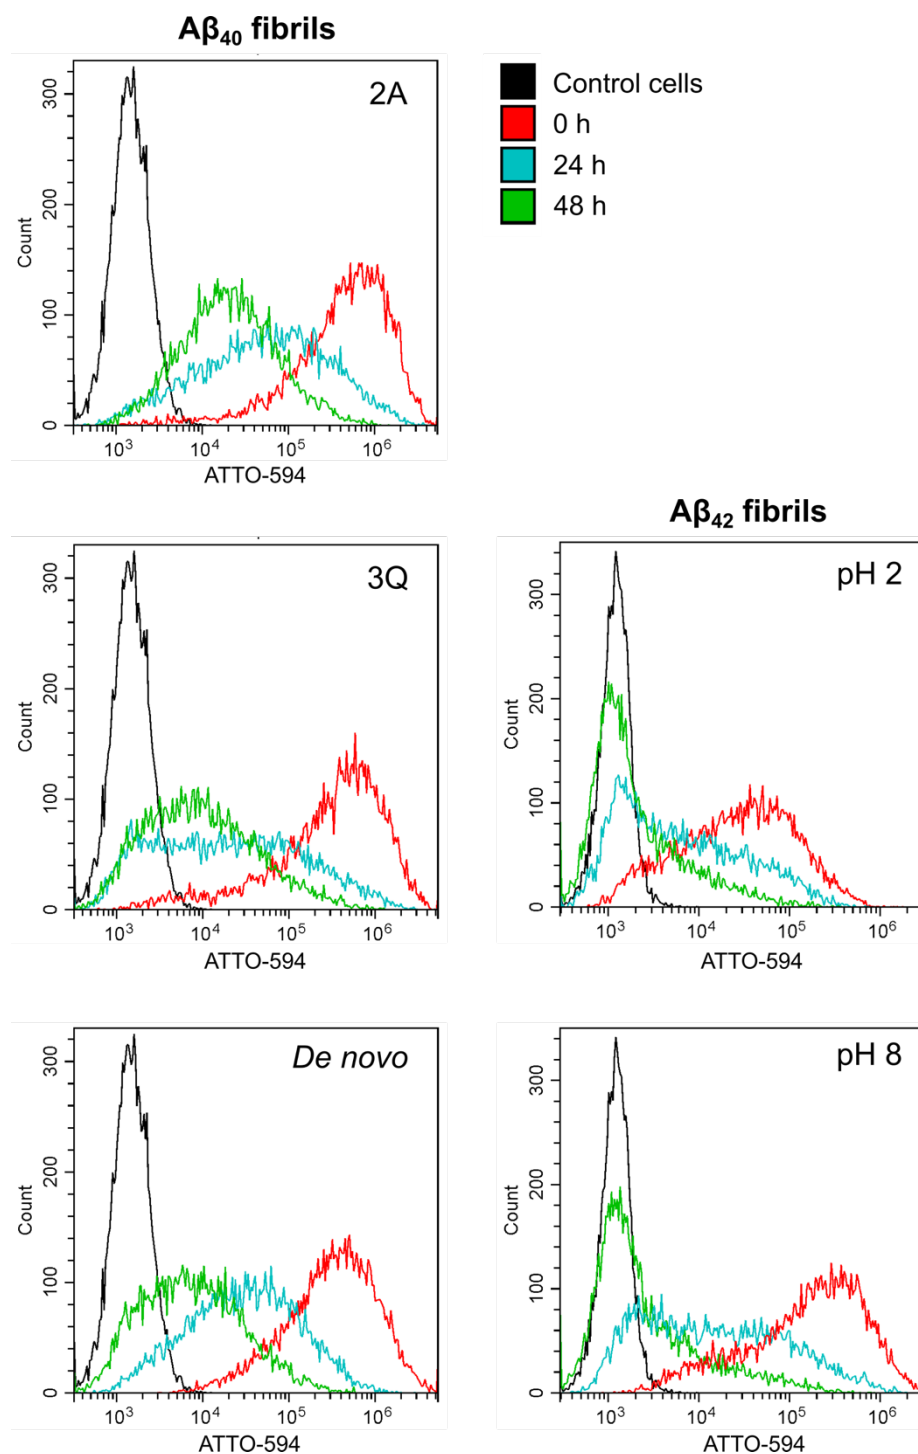 Aβ₄₀ fibrils
2A
300
200
100
0
Count
10³ 10⁴ 10⁵ 10⁶
ATTO-594
Control cells
0 h
24 h
48 h
3Q
300
200
100
0
Count
10³ 10⁴ 10⁵ 10⁶
ATTO-594
Aβ₄₂ fibrils
pH 2
300
200
100
0
Count
10³ 10⁴ 10⁵ 10⁶
ATTO-594
De novo
300
200
100
0
Count
10³ 10⁴ 10⁵ 10⁶
ATTO-594
pH 8
300
200
100
0
Count
10³ 10⁴ 10⁵ 10⁶
ATTO-594